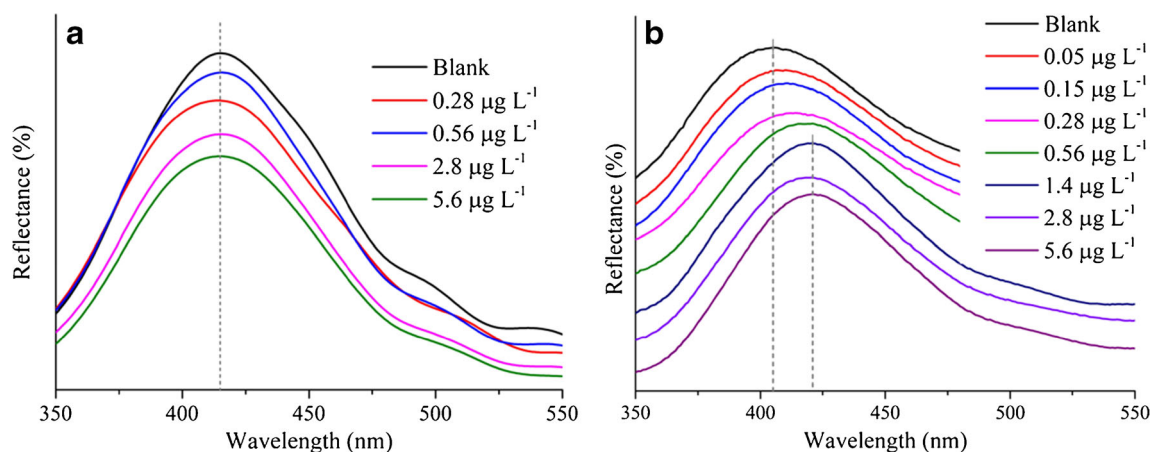 a
Blank
0.28 µg L⁻¹
0.56 µg L⁻¹
2.8 µg L⁻¹
5.6 µg L⁻¹
Reflectance (%)
350
400
450
500
550
Wavelength (nm)
b
Blank
0.05 µg L⁻¹
0.15 µg L⁻¹
0.28 µg L⁻¹
0.56 µg L⁻¹
1.4 µg L⁻¹
2.8 µg L⁻¹
5.6 µg L⁻¹
Reflectance (%)
350
400
450
500
550
Wavelength (nm)